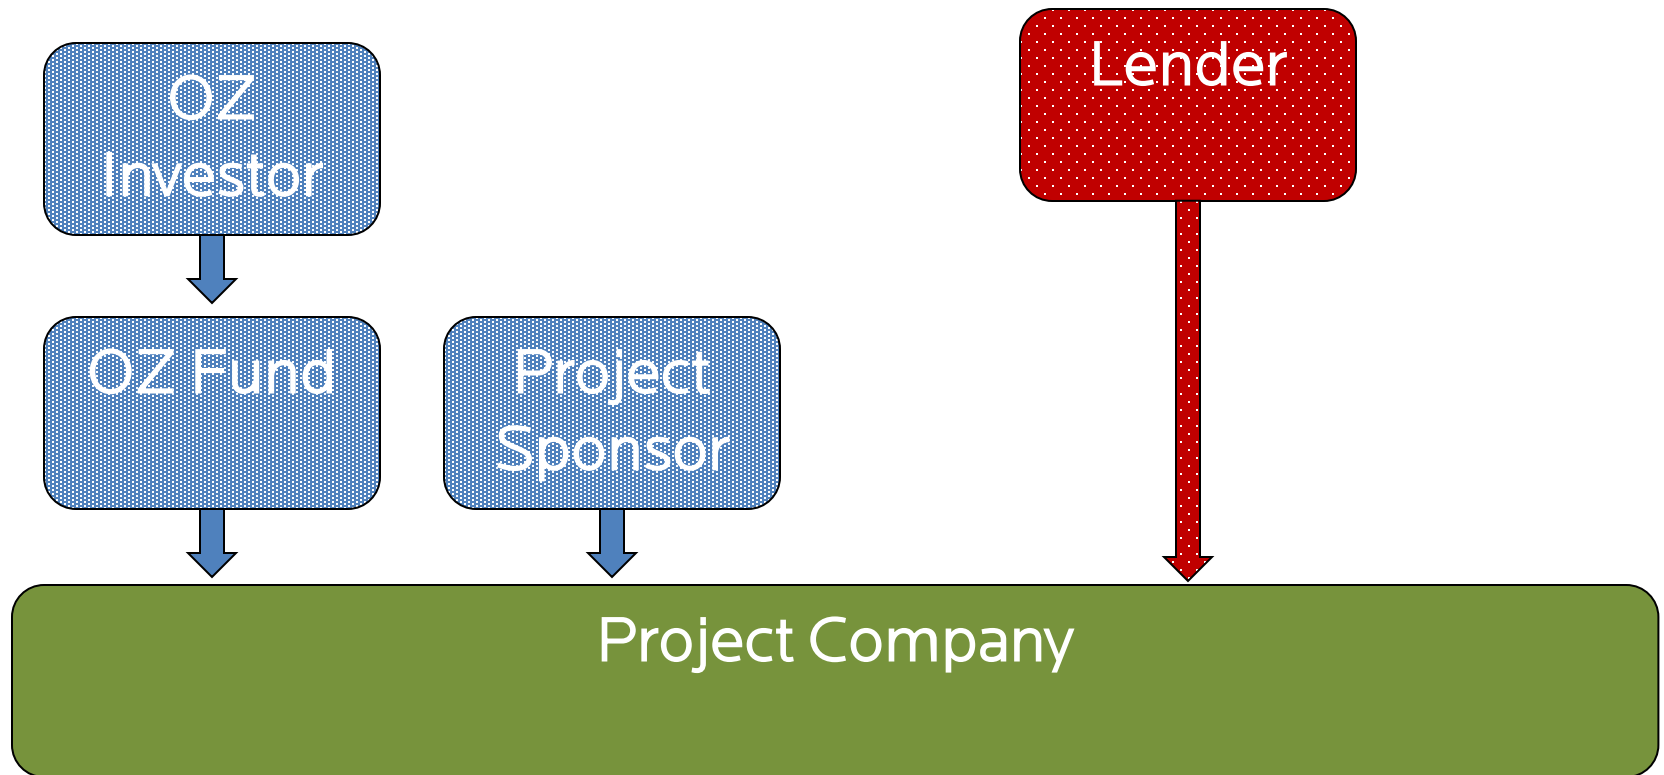 OZ
Investor
Lender
OZ Fund
Project
Sponsor
Project Company